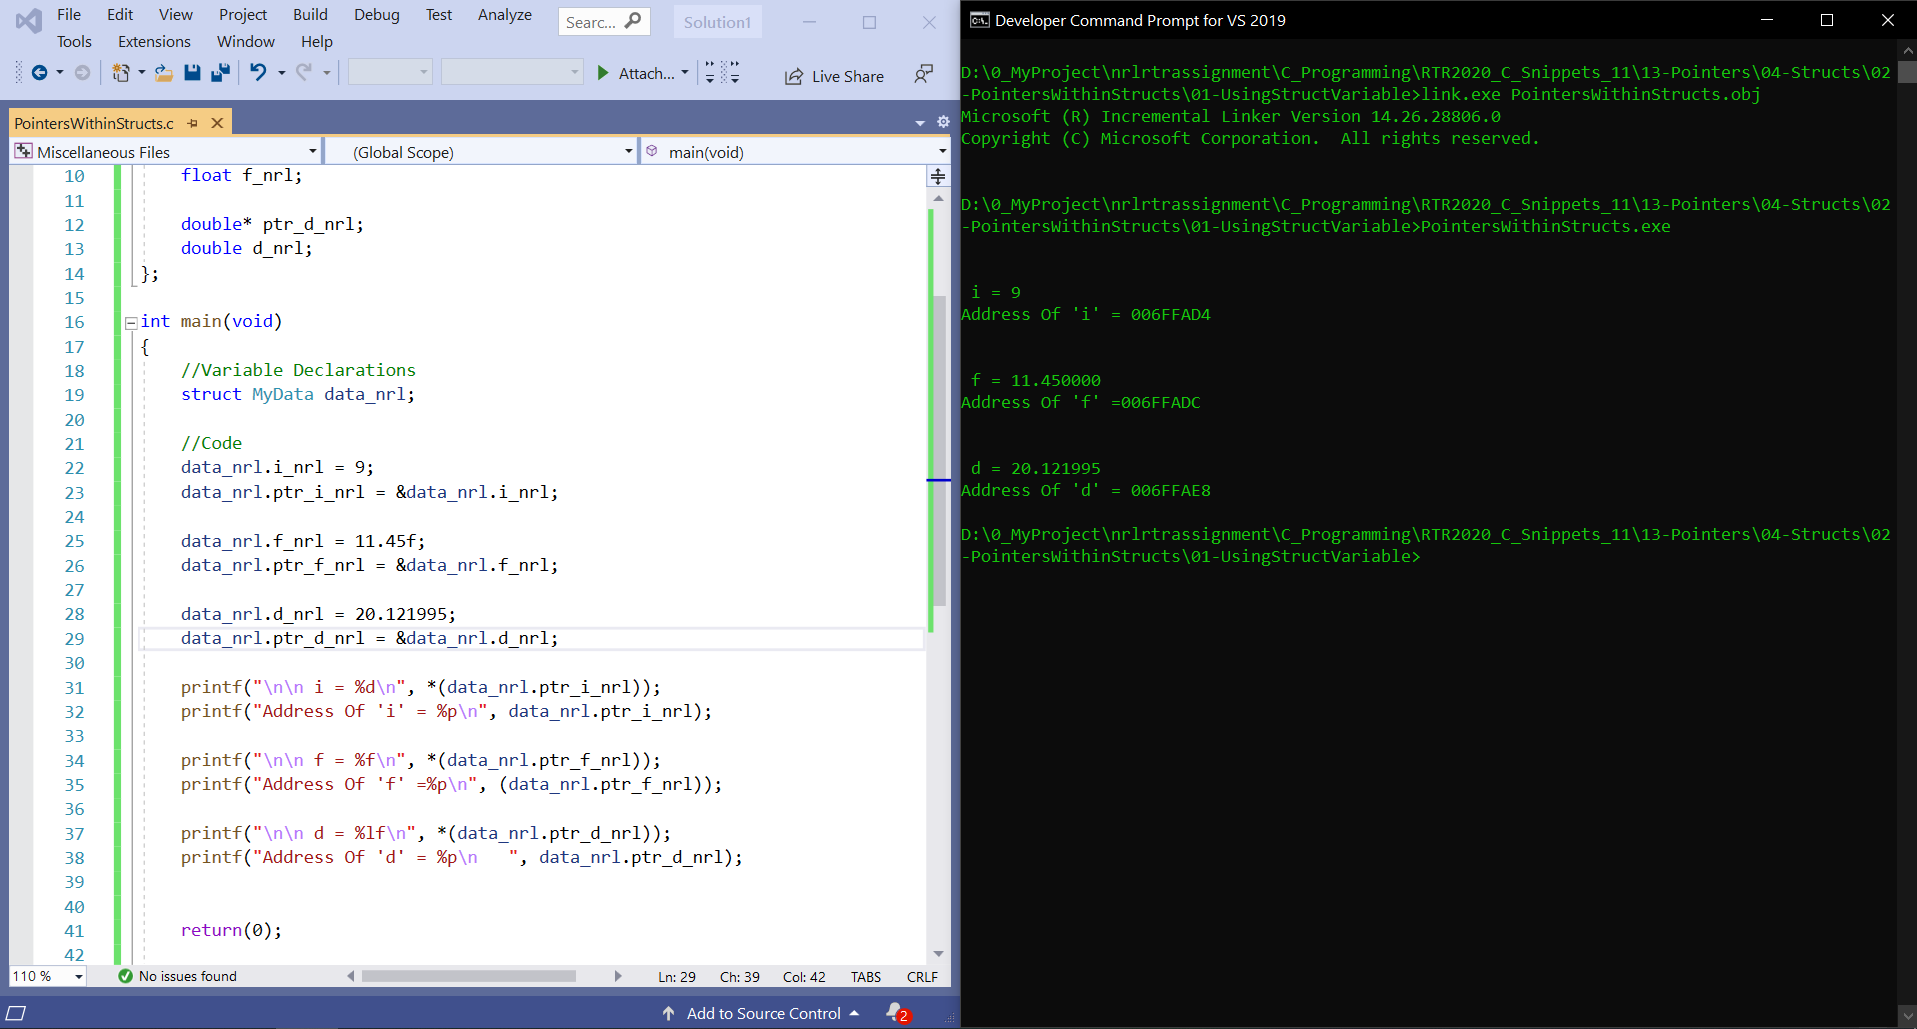 File Edit View Project Build Debug Test Analyze Searc... Solution1
Tools Extensions Window Help
Attach... Live Share
PointersWithinStructs.c
Miscellaneous Files (Global Scope) main(void)
10 float f_nrl;
11
12 double* ptr_d_nrl;
13 double d_nrl;
14 };
15
16 int main(void)
17 {
18 //Variable Declarations
19 struct MyData data_nrl;
20
21 //Code
22 data_nrl.i_nrl = 9;
23 data_nrl.ptr_i_nrl = &data_nrl.i_nrl;
24
25 data_nrl.f_nrl = 11.45f;
26 data_nrl.ptr_f_nrl = &data_nrl.f_nrl;
27
28 data_nrl.d_nrl = 20.121995;
29 data_nrl.ptr_d_nrl = &data_nrl.d_nrl;
30
31 printf("\n\n i = %d\n", *(data_nrl.ptr_i_nrl));
32 printf("Address Of 'i' = %p\n", data_nrl.ptr_i_nrl);
33
34 printf("\n\n f = %f\n", *(data_nrl.ptr_f_nrl));
35 printf("Address Of 'f' =%p\n", (data_nrl.ptr_f_nrl));
36
37 printf("\n\n d = %lf\n", *(data_nrl.ptr_d_nrl));
38 printf("Address Of 'd' = %p\n   ", data_nrl.ptr_d_nrl);
39
40
41 return(0);
42
110 % No issues found Ln: 29 Ch: 39 Col: 42 TABS CRLF
Add to Source Control 2
Developer Command Prompt for VS 2019
D:\0_MyProject\nrlrtrassignment\C_Programming\RTR2020_C_Snippets_11\13-Pointers\04-Structs\02
-PointersWithinStructs\01-UsingStructVariable>link.exe PointersWithinStructs.obj
Microsoft (R) Incremental Linker Version 14.26.28806.0
Copyright (C) Microsoft Corporation.  All rights reserved.
D:\0_MyProject\nrlrtrassignment\C_Programming\RTR2020_C_Snippets_11\13-Pointers\04-Structs\02
-PointersWithinStructs\01-UsingStructVariable>PointersWithinStructs.exe
i = 9
Address Of 'i' = 006FFAD4
f = 11.450000
Address Of 'f' =006FFADC
d = 20.121995
Address Of 'd' = 006FFAE8
D:\0_MyProject\nrlrtrassignment\C_Programming\RTR2020_C_Snippets_11\13-Pointers\04-Structs\02
-PointersWithinStructs\01-UsingStructVariable>